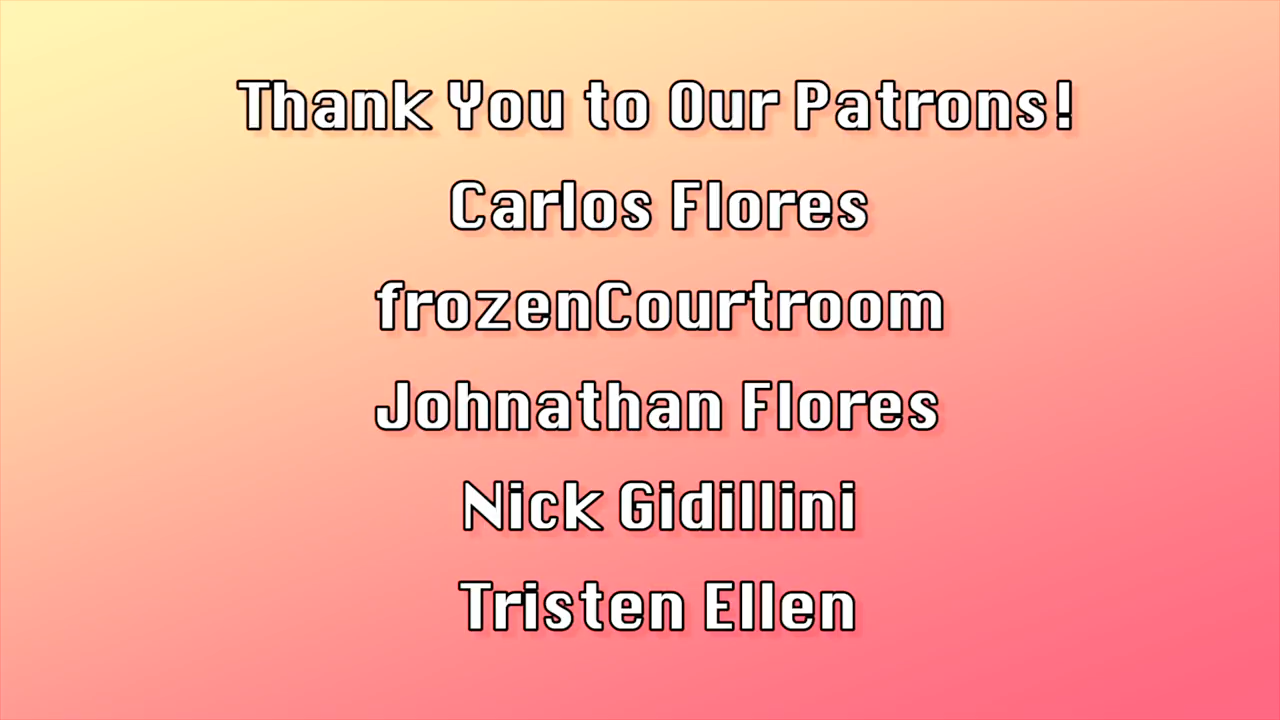 Thank You to Our Patrons!
Carlos Flores
frozenCourtroom
Johnathan Flores
Nick Gidillini
Tristen Ellen